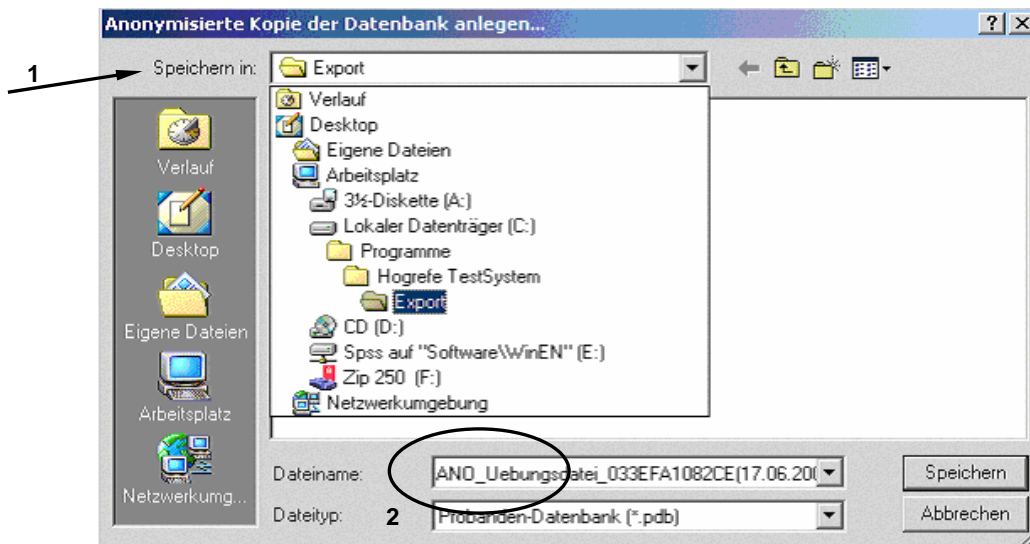 Anonymisierte Kopie der Datenbank anlegen...
1
Speichern in:
Export
Verlauf
Desktop
Eigene Dateien
Arbeitsplatz
3½-Diskette (A:)
Lokaler Datenträger (C:)
Programme
Hogrefe TestSystem
Export
CD (D:)
Spss auf "Software\WinEN" (E:)
Zip 250 (F:)
Netzwerkumgebung
Verlauf
Desktop
Eigene Dateien
Arbeitsplatz
Netzwerkumg...
Dateiname:
ANO_Uebungsdatei_033EFA1082CE(17.06.20
Speichern
Dateityp:
2
Probanden-Datenbank (*.pdb)
Abbrechen